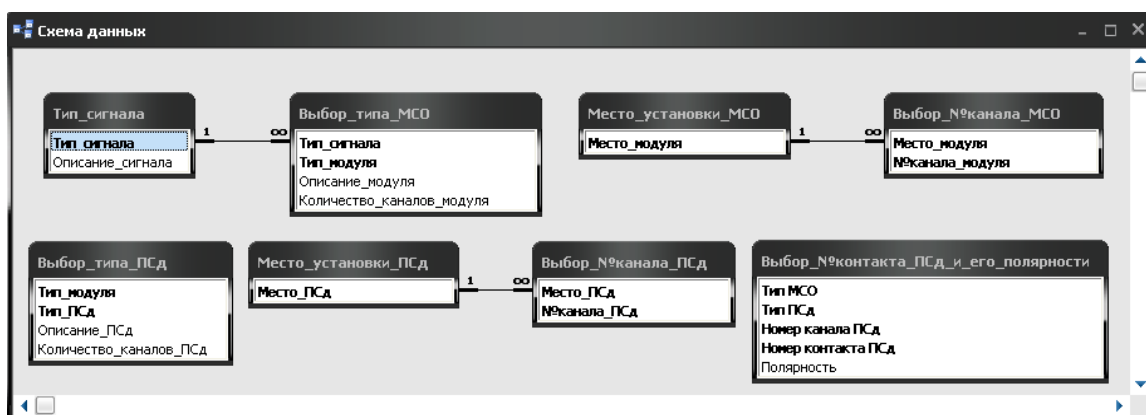 Схема данных
Тип_сигнала
Тип_сигнала
Описание_сигнала
1
∞
Выбор_типа_МСО
Тип_сигнала
Тип_модуля
Описание_модуля
Количество_каналов_модуля
Место_установки_МСО
Место_модуля
1
∞
Выбор_№канала_МСО
Место_модуля
№канала_модуля
Выбор_типа_ПСд
Тип_модуля
Тип_ПСд
Описание_ПСд
Количество_каналов_ПСд
Место_установки_ПСд
Место_ПСд
1
∞
Выбор_№канала_ПСд
Место_ПСд
№канала_ПСд
Выбор_№контакта_ПСд_и_его_полярности
Тип МСО
Тип ПСд
Номер канала ПСд
Номер контакта ПСд
Полярность